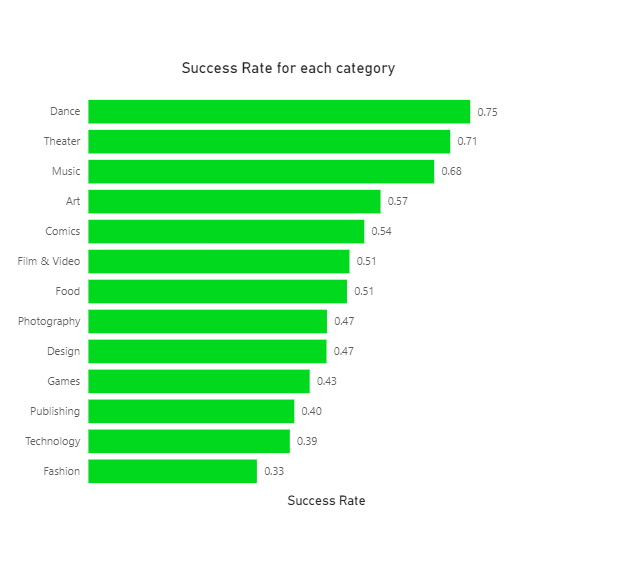 Success Rate for each category
Dance 0.75
Theater 0.71
Music 0.68
Art 0.57
Comics 0.54
Film & Video 0.51
Food 0.51
Photography 0.47
Design 0.47
Games 0.43
Publishing 0.40
Technology 0.39
Fashion 0.33
Success Rate